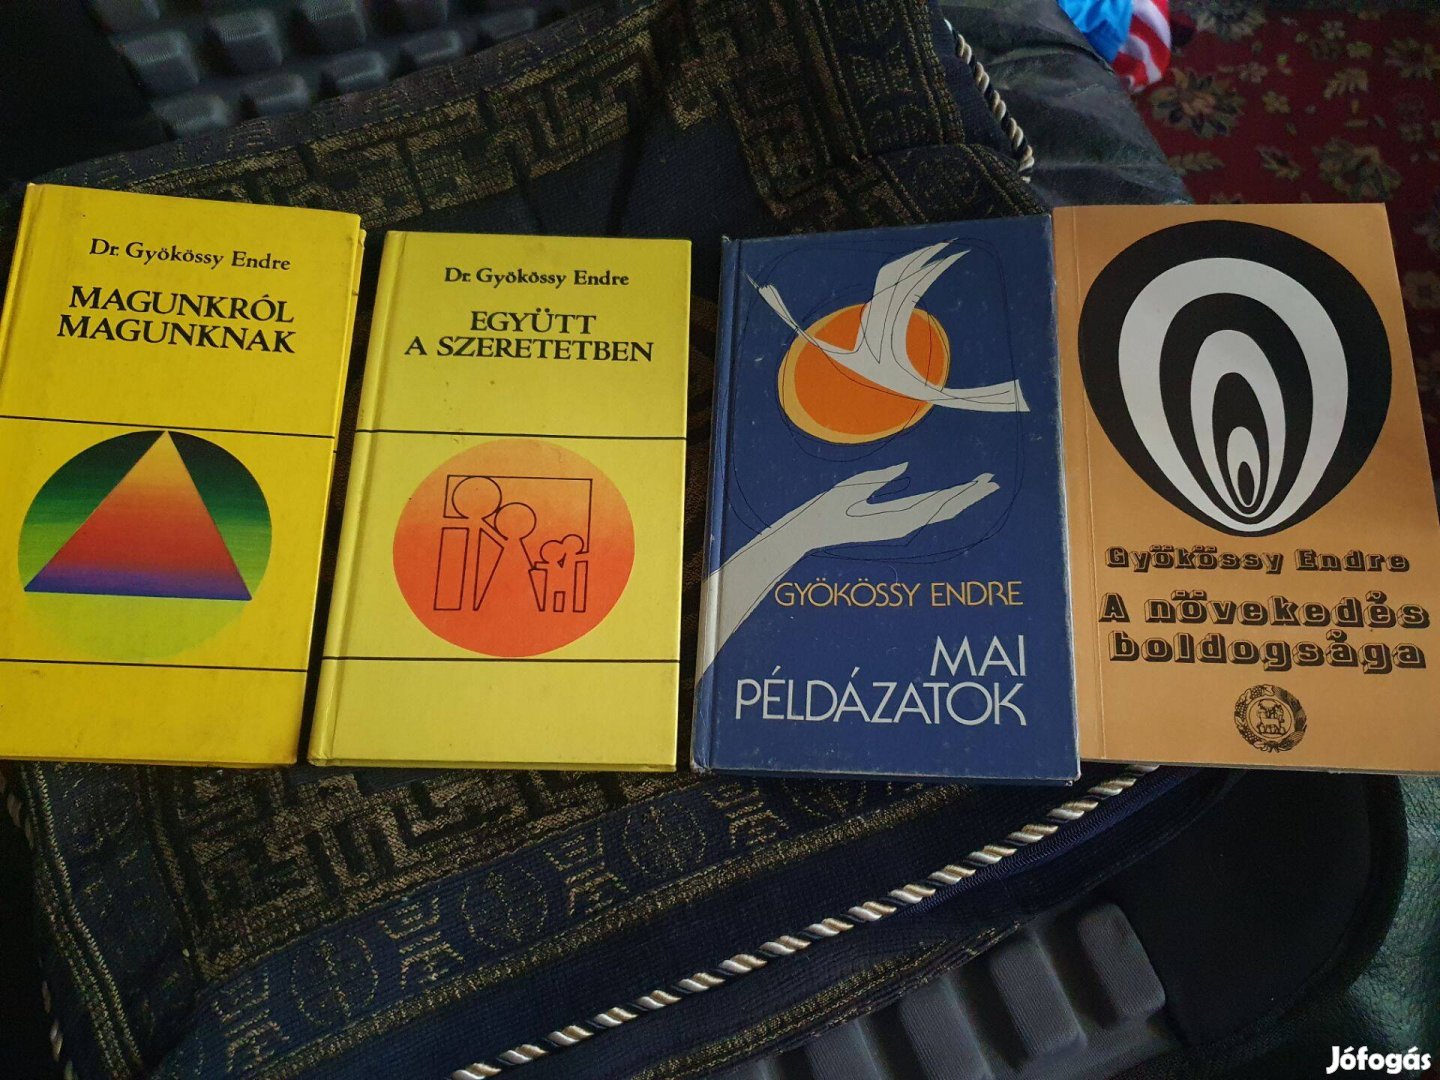 Dr. Gyökössy Endre
MAGUNKRÓL
MAGUNKNAK
Dr. Gyökössy Endre
EGYÜTT
A SZERETETBEN
GYÖKÖSSY ENDRE
MAI
PÉLDÁZATOK
Gyökössy Endre
A növekedés
boldogsága
Jófogás